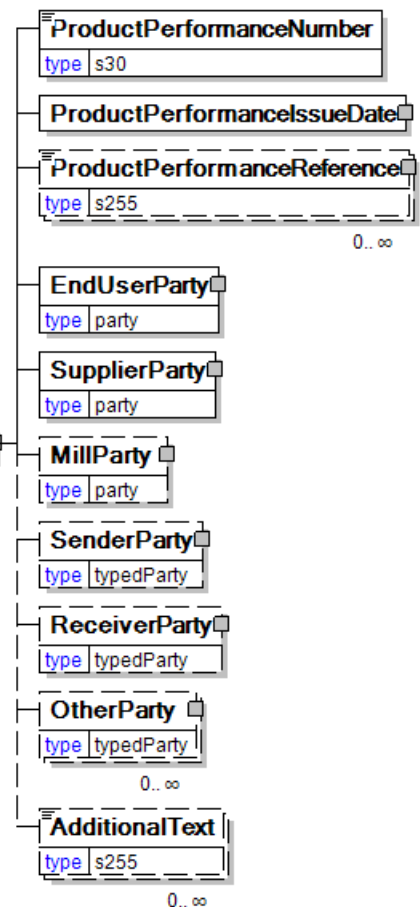 ProductPerformanceNumber
type s30
ProductPerformanceIssueDate
ProductPerformanceReference
type s255
0.. ∞
EndUserParty
type party
SupplierParty
type party
MillParty
type party
SenderParty
type typedParty
ReceiverParty
type typedParty
OtherParty
type typedParty
0.. ∞
AdditionalText
type s255
0.. ∞